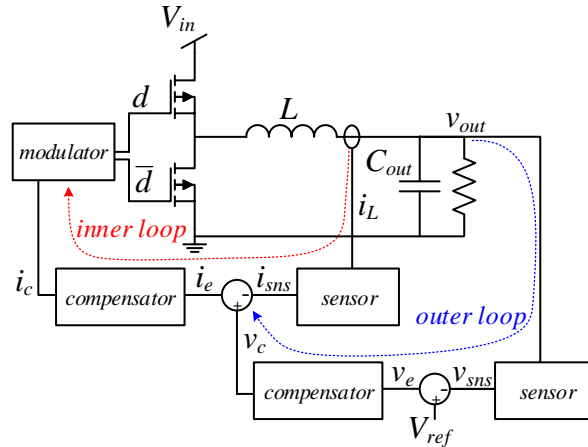 V_in
d
modulator
d̅
L
v_out
C_out
i_L
inner loop
i_c
compensator
i_e
-
+
i_sns
sensor
outer loop
v_c
compensator
v_e
-
+
v_sns
sensor
V_ref